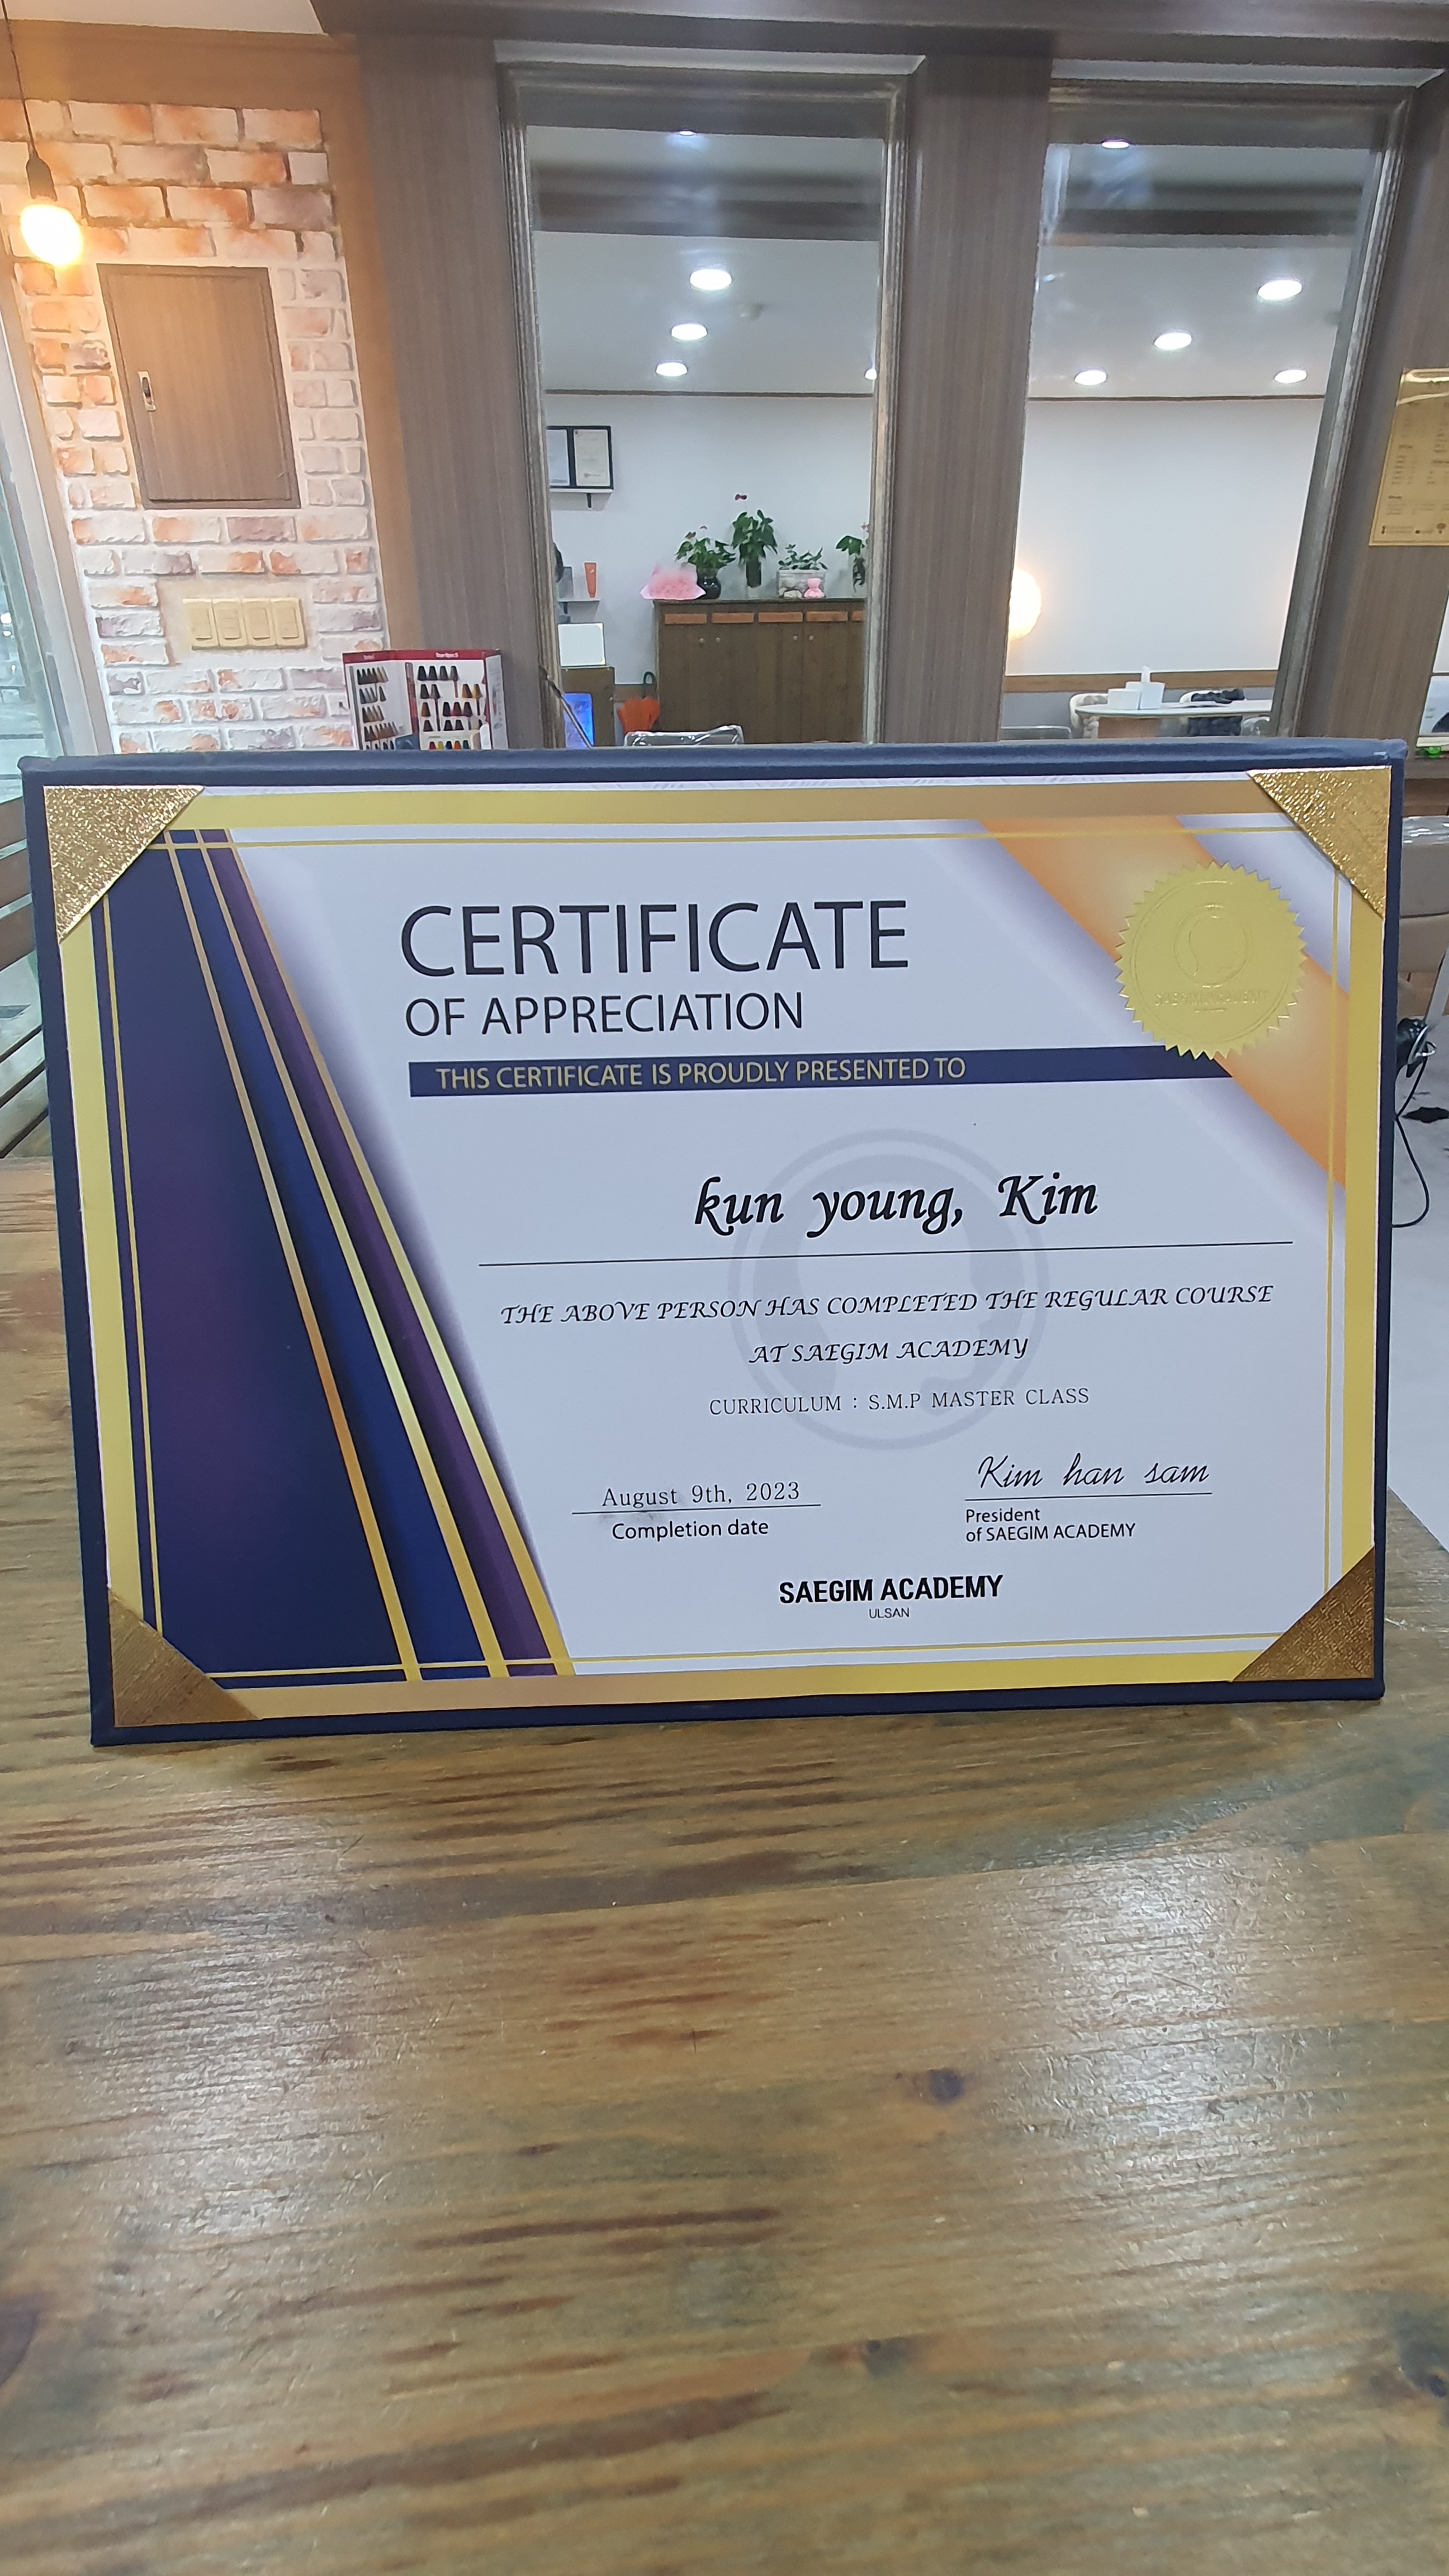 CERTIFICATE
OF APPRECIATION
THIS CERTIFICATE IS PROUDLY PRESENTED TO
SAEGIM ACADEMY
kun young, Kim
THE ABOVE PERSON HAS COMPLETED THE REGULAR COURSE
AT SAEGIM ACADEMY
CURRICULUM : S.M.P MASTER CLASS
August 9th, 2023
Completion date
Kim han sam
President
of SAEGIM ACADEMY
SAEGIM ACADEMY
ULSAN